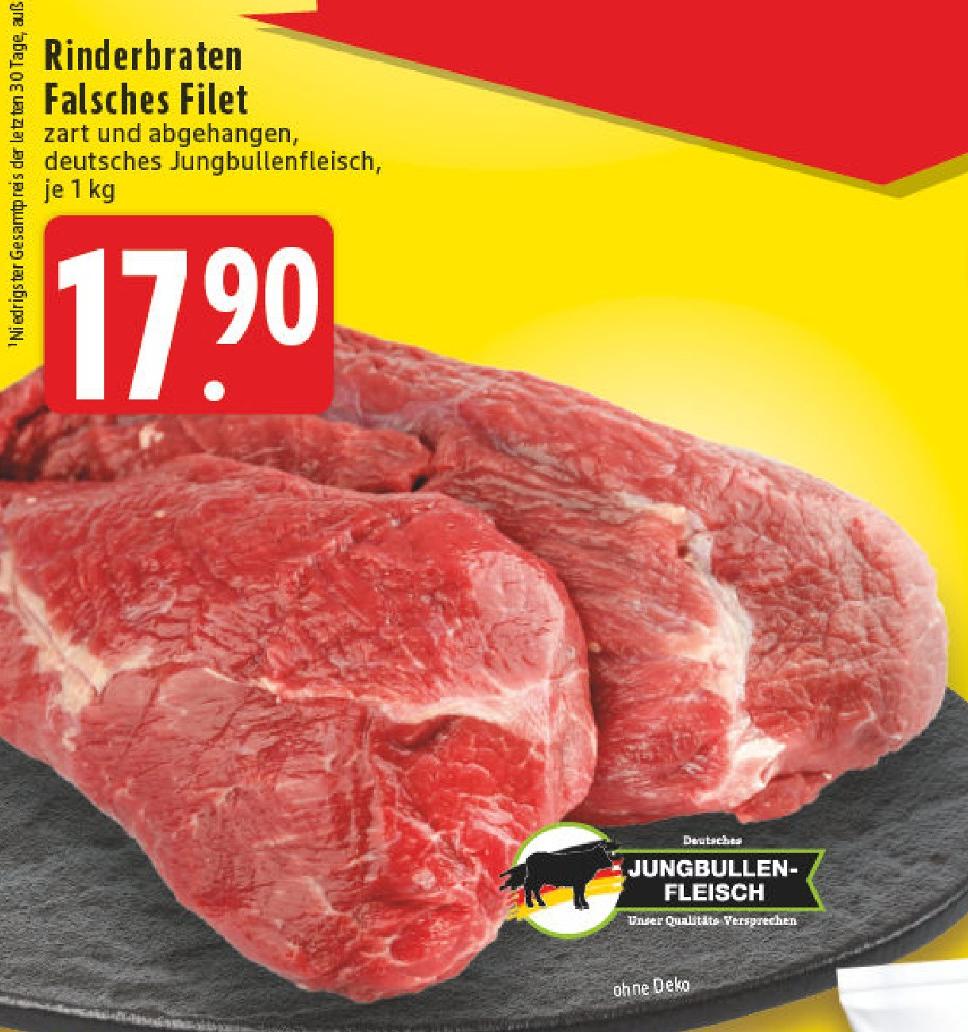 ¹Niedrigster Gesamtpreis der letzten 30 Tage, auß
Rinderbraten
Falsches Filet
zart und abgehangen,
deutsches Jungbullenfleisch,
je 1 kg
17.90
Deutsches
JUNGBULLEN-
FLEISCH
Unser Qualitäts-Versprechen
ohne Deko